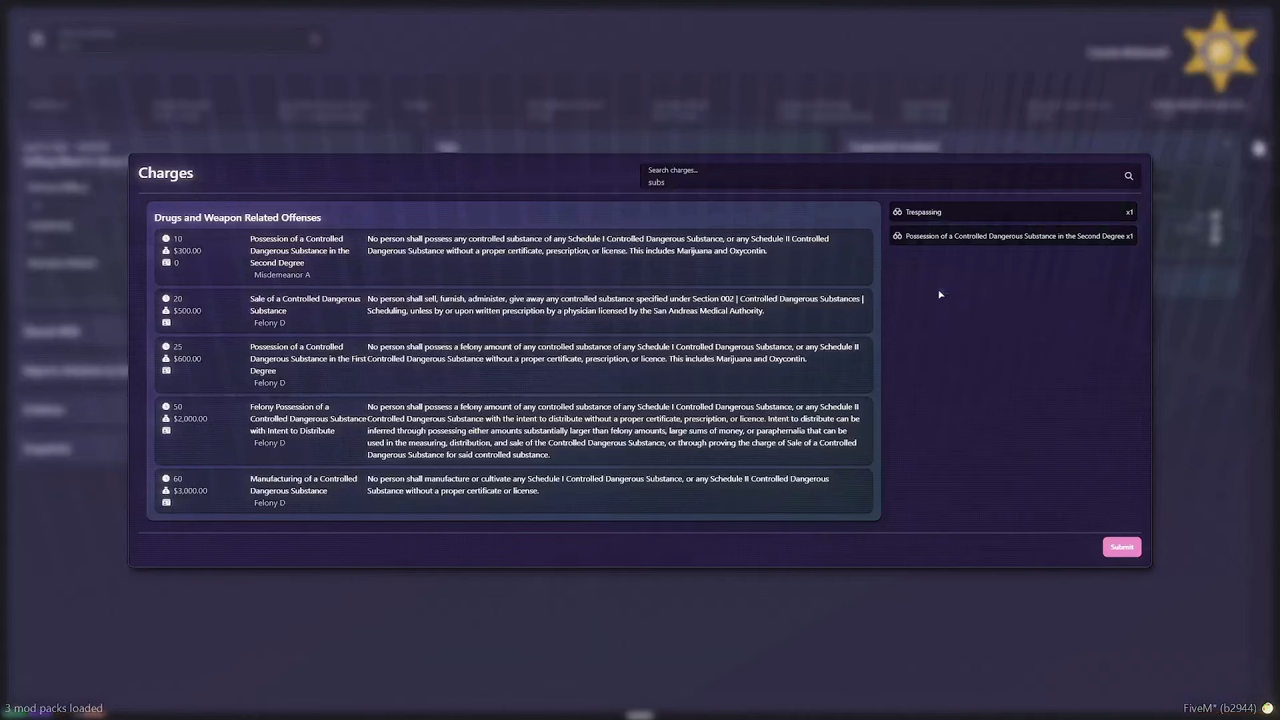 Charges
Search charges...
subs
Drugs and Weapon Related Offenses
10
$300.00
0
Possession of a Controlled
Dangerous Substance in the
Second Degree
Misdemeanor A
No person shall possess any controlled substance of any Schedule I Controlled Dangerous Substance, or any Schedule II Controlled
Dangerous Substance without a proper certificate, prescription, or license. This includes Marijuana and Oxycontin.
20
$500.00
Sale of a Controlled Dangerous
Substance
Felony D
No person shall sell, furnish, administer, give away any controlled substance specified under Section 002 | Controlled Dangerous Substances |
Scheduling, unless by or upon written prescription by a physician licensed by the San Andreas Medical Authority.
25
$600.00
Possession of a Controlled
Dangerous Substance in the First
Degree
Felony D
No person shall possess a felony amount of any controlled substance of any Schedule I Controlled Dangerous Substance, or any Schedule II
Controlled Dangerous Substance without a proper certificate, prescription, or licence. This includes Marijuana and Oxycontin.
50
$2,000.00
Felony Possession of a
Controlled Dangerous Substance
with Intent to Distribute
Felony D
No person shall possess a felony amount of any controlled substance of any Schedule I Controlled Dangerous Substance, or any Schedule II
Controlled Dangerous Substance with the intent to distribute without a proper certificate, prescription, or licence. Intent to distribute can be
inferred through possessing either amounts substantially larger than felony amounts, large sums of money, or paraphernalia that can be
used in the measuring, distribution, and sale of the Controlled Dangerous Substance, or through proving the charge of Sale of a Controlled
Dangerous Substance for said controlled substance.
60
$3,000.00
Manufacturing of a Controlled
Dangerous Substance
Felony D
No person shall manufacture or cultivate any Schedule I Controlled Dangerous Substance, or any Schedule II Controlled Dangerous
Substance without a proper certificate or license.
Trespassing x1
Possession of a Controlled Dangerous Substance in the Second Degree x1
Submit
3 mod packs loaded
FiveM* (b2944)